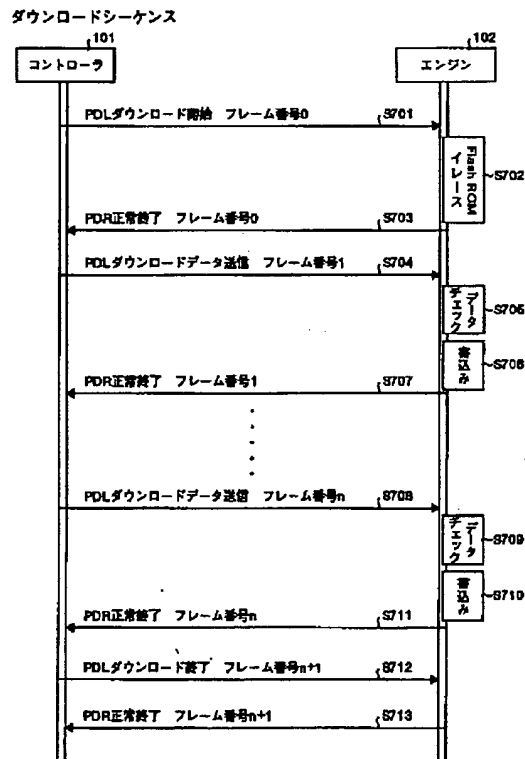 ダウンロードシーケンス
101
102
コントローラ
エンジン
PDLダウンロード開始 フレーム番号0
S701
Flash ROM
イレース
S702
PDR正常終了 フレーム番号0
S703
PDLダウンロードデータ送信 フレーム番号1
S704
データ
チェック
S705
書込み
S706
PDR正常終了 フレーム番号1
S707
PDLダウンロードデータ送信 フレーム番号n
S708
データ
チェック
S709
書込み
S710
PDR正常終了 フレーム番号n
S711
PDLダウンロード終了 フレーム番号n+1
S712
PDR正常終了 フレーム番号n+1
S713